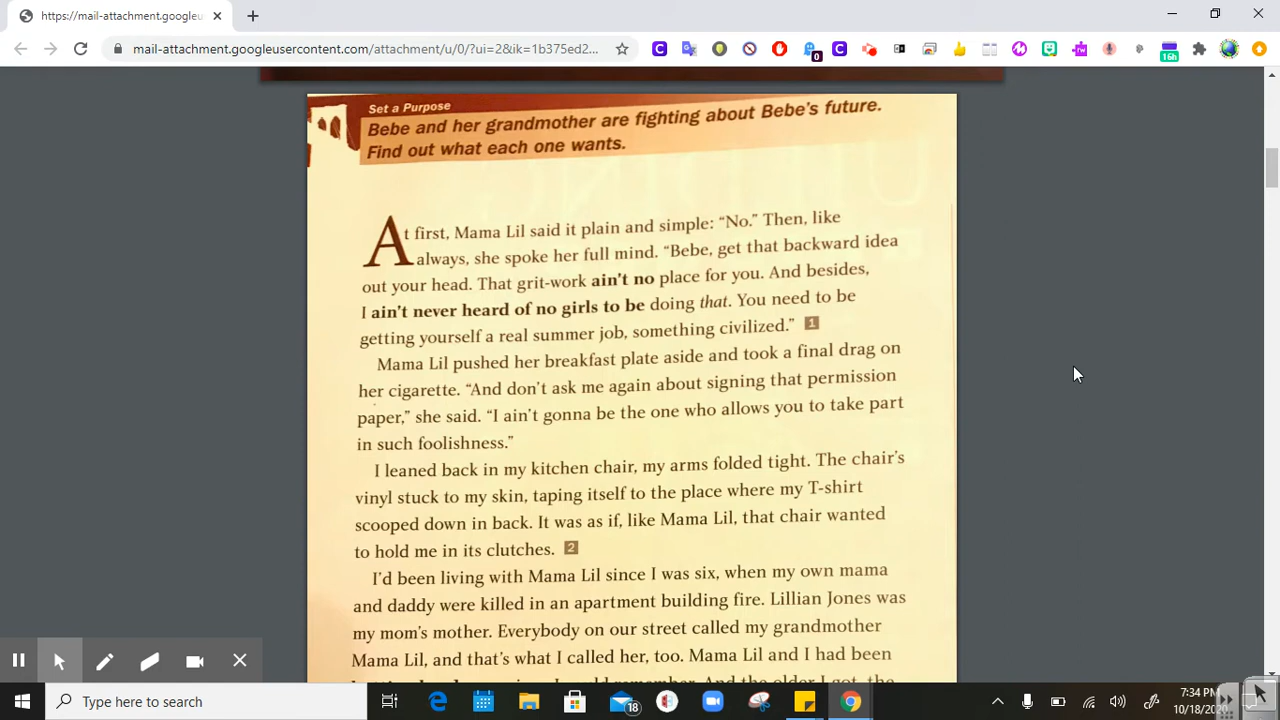 https://mail-attachment.googleu
mail-attachment.googleusercontent.com/attachment/u/0/?ui=2&ik=1b375ed2...
0
16h
Set a Purpose
Bebe and her grandmother are fighting about Bebe's future.
Find out what each one wants.
At first, Mama Lil said it plain and simple: “No.” Then, like
always, she spoke her full mind. “Bebe, get that backward idea
out your head. That grit-work ain't no place for you. And besides,
I ain't never heard of no girls to be doing that. You need to be
getting yourself a real summer job, something civilized.” 1
Mama Lil pushed her breakfast plate aside and took a final drag on
her cigarette. “And don't ask me again about signing that permission
paper,” she said. “I ain't gonna be the one who allows you to take part
in such foolishness.”
I leaned back in my kitchen chair, my arms folded tight. The chair's
vinyl stuck to my skin, taping itself to the place where my T-shirt
scooped down in back. It was as if, like Mama Lil, that chair wanted
to hold me in its clutches. 2
I'd been living with Mama Lil since I was six, when my own mama
and daddy were killed in an apartment building fire. Lillian Jones was
my mom's mother. Everybody on our street called my grandmother
Mama Lil, and that's what I called her, too. Mama Lil and I had been
And the older I got, the
Type here to search
18
7:34 PM
10/18/2020